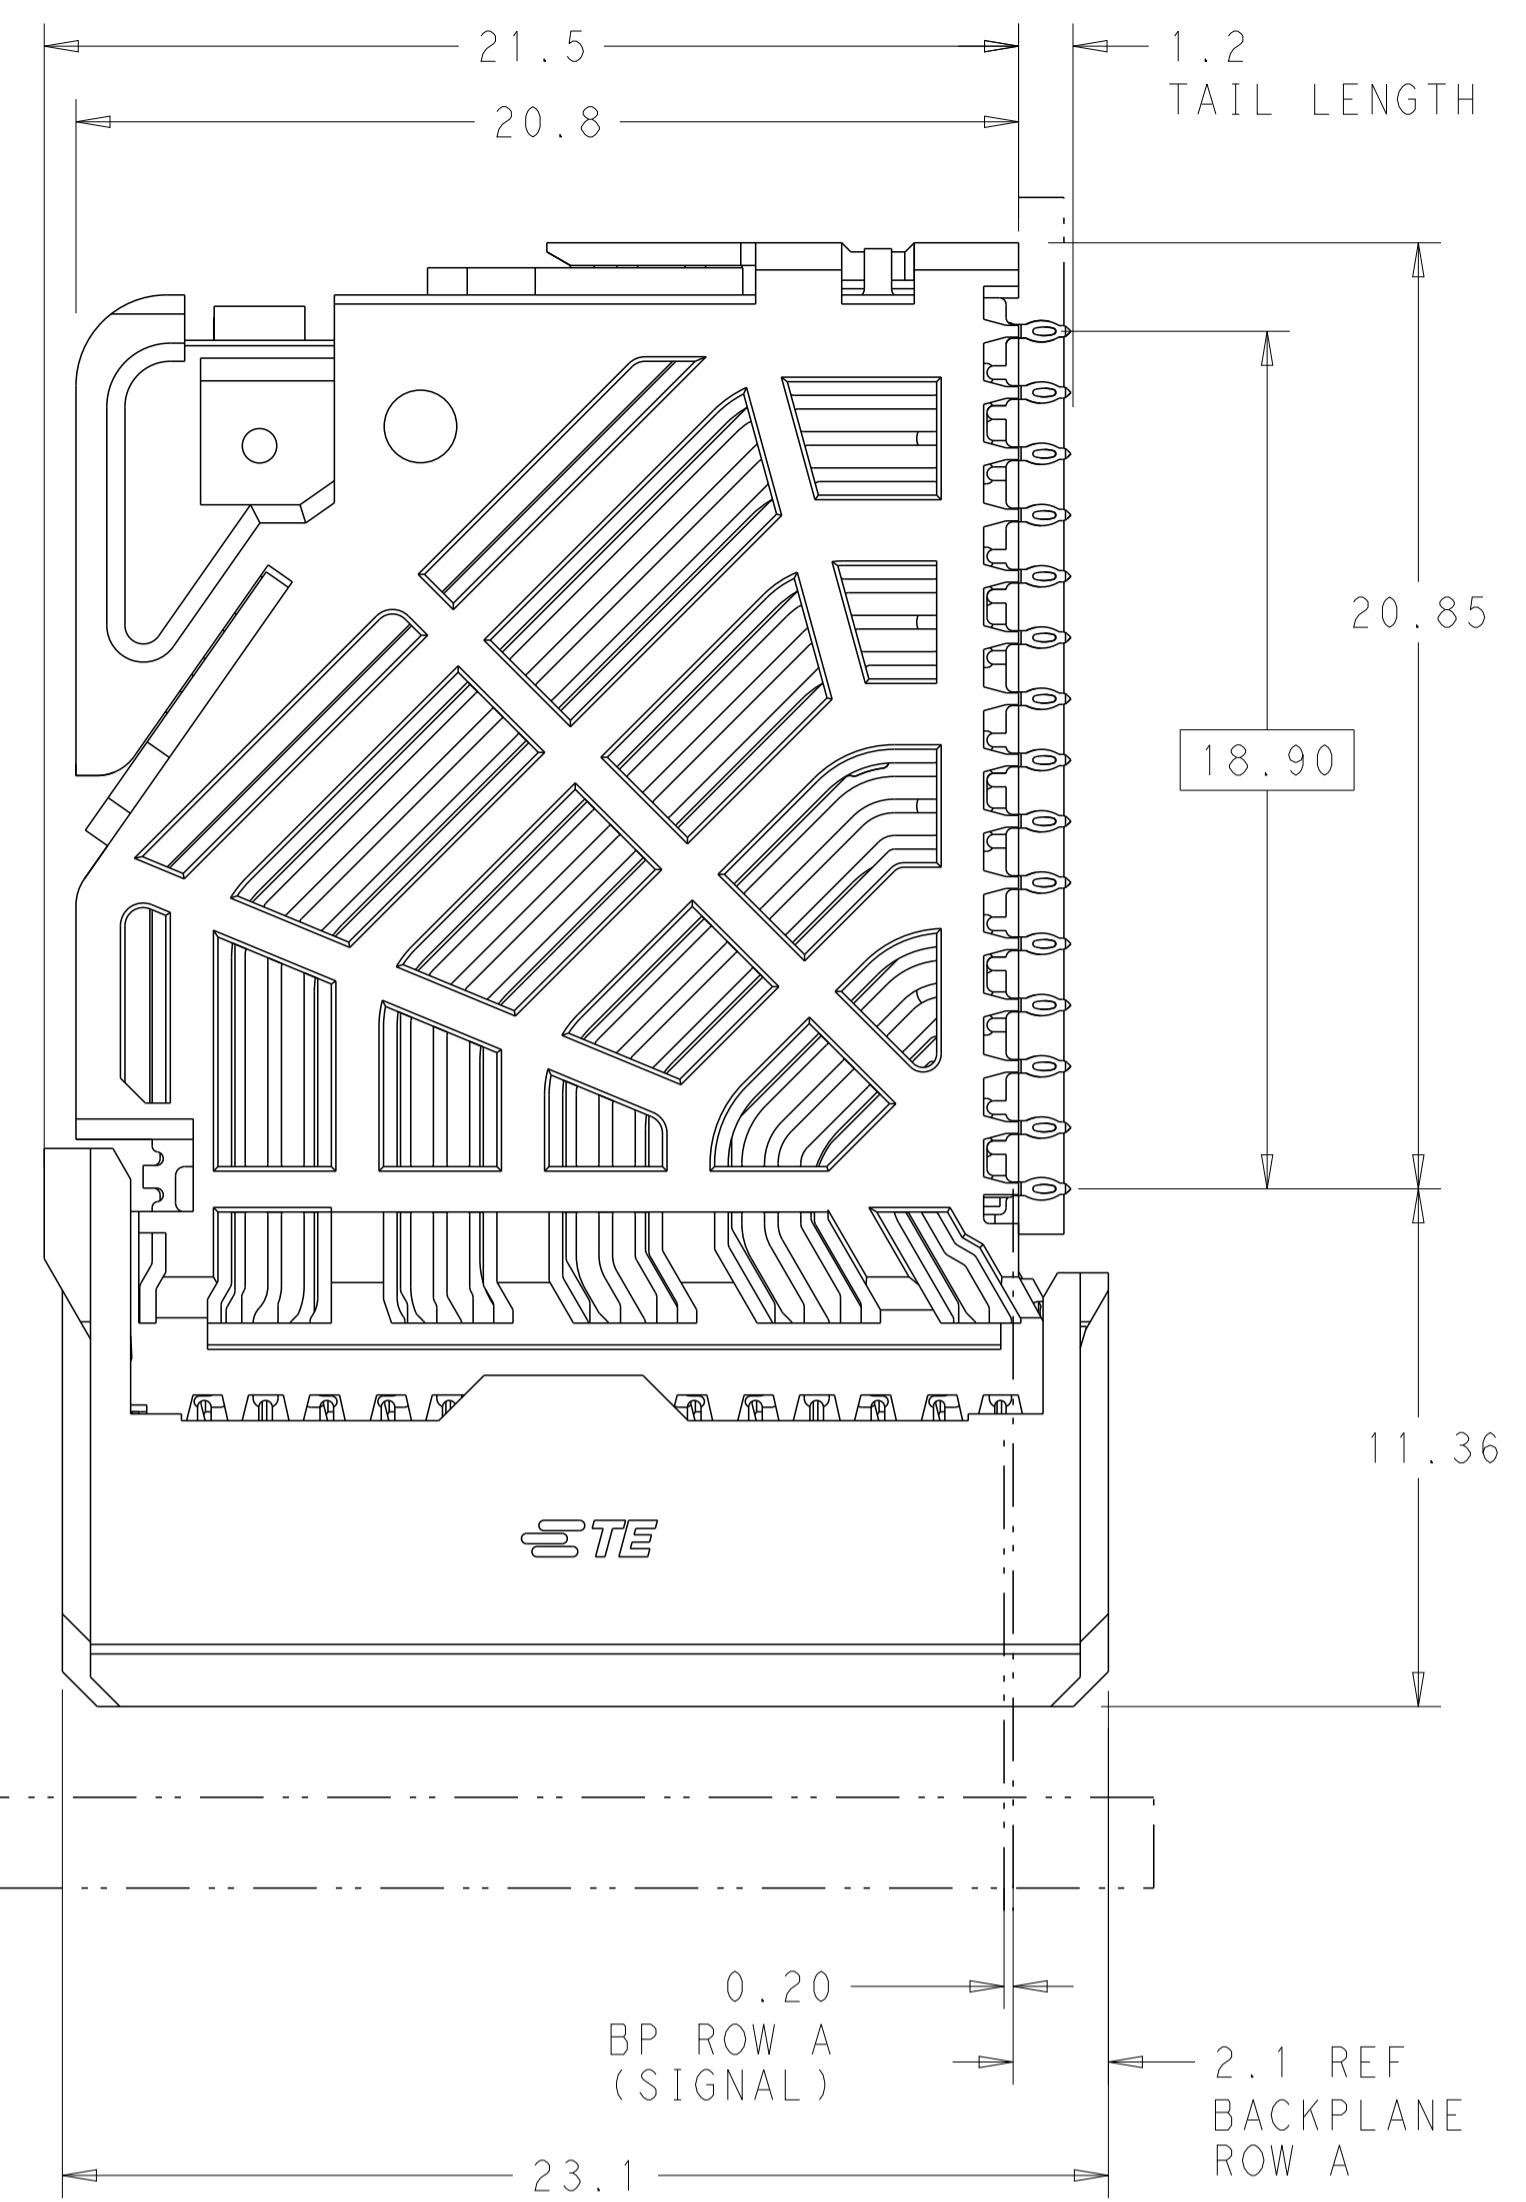 21.5
1.2
TAIL LENGTH
20.8
20.85
18.90
11.36
TE
0.20
BP ROW A
(SIGNAL)
2.1 REF
BACKPLANE
ROW A
23.1